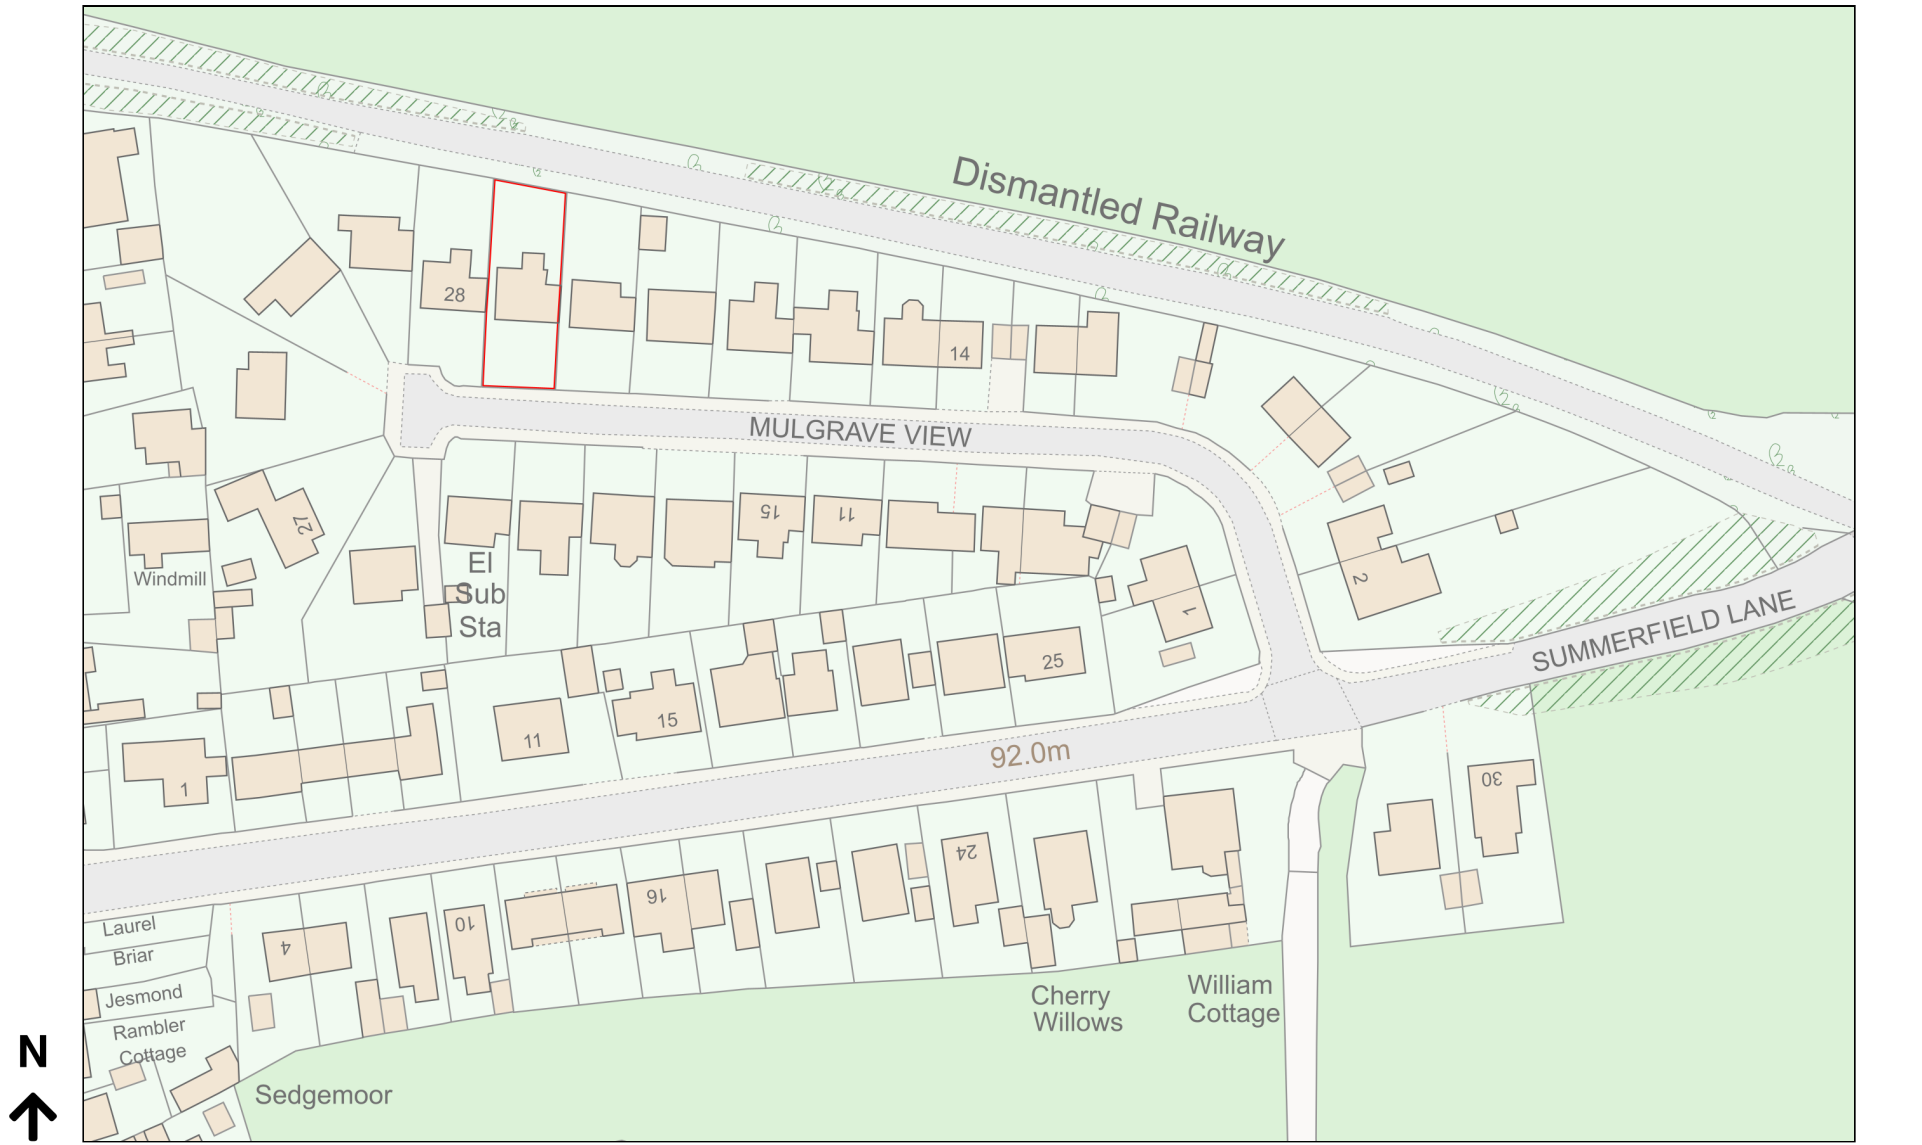 Dismantled Railway
28
14
MULGRAVE VIEW
27
15
11
El
Sub
Sta
Windmill
2
1
SUMMERFIELD LANE
25
15
11
1
92.0m
30
24
16
10
4
Laurel
Briar
Jesmond
Rambler
Cottage
Cherry
Willows
William
Cottage
Sedgemoor
N